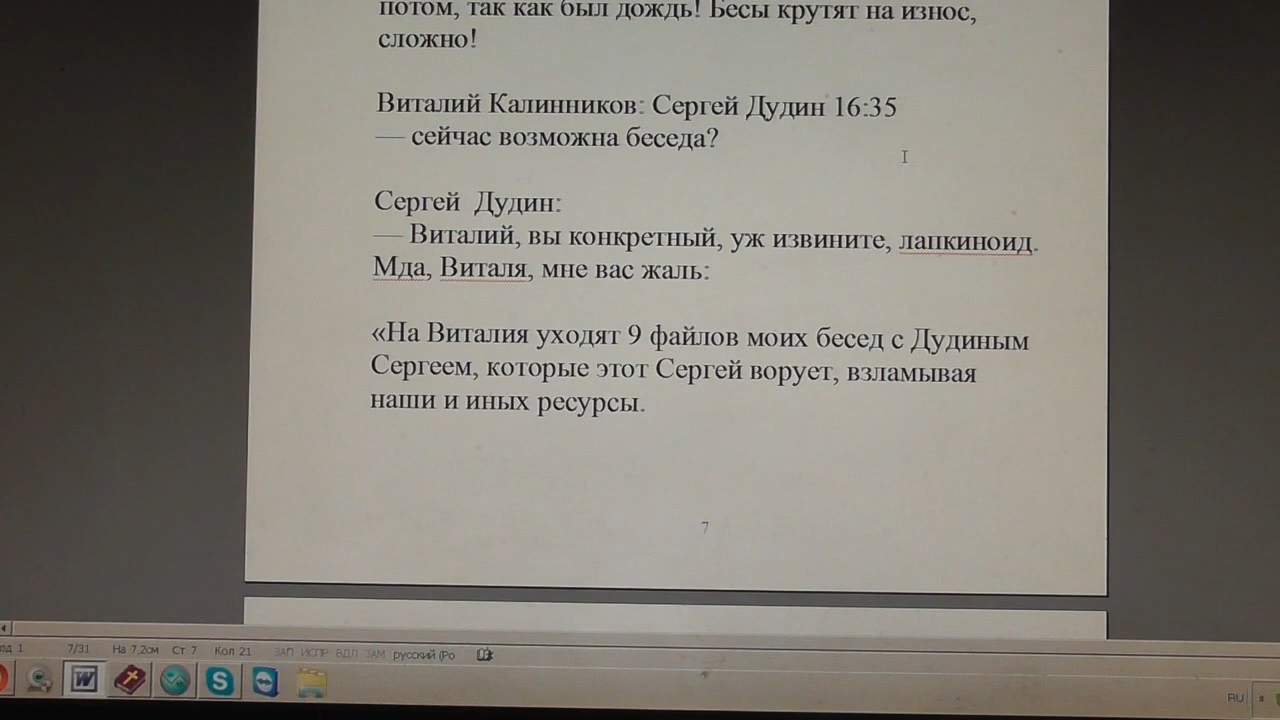 потом, так как был дождь! Бесы крутят на износ,
сложно!
Виталий Калинников: Сергей Дудин 16:35
— сейчас возможна беседа?
Сергей  Дудин:
— Виталий, вы конкретный, уж извините, лапкиноид.
Мда, Виталя, мне вас жаль:
«На Виталия уходят 9 файлов моих бесед с Дудиным
Сергеем, которые этот Сергей ворует, взламывая
наши и иных ресурсы.
7
7/31 На 7,2см Ст 7 Кол 21 ЗАП ИСПР ВДЛ ЗАМ русский (Ро
RU